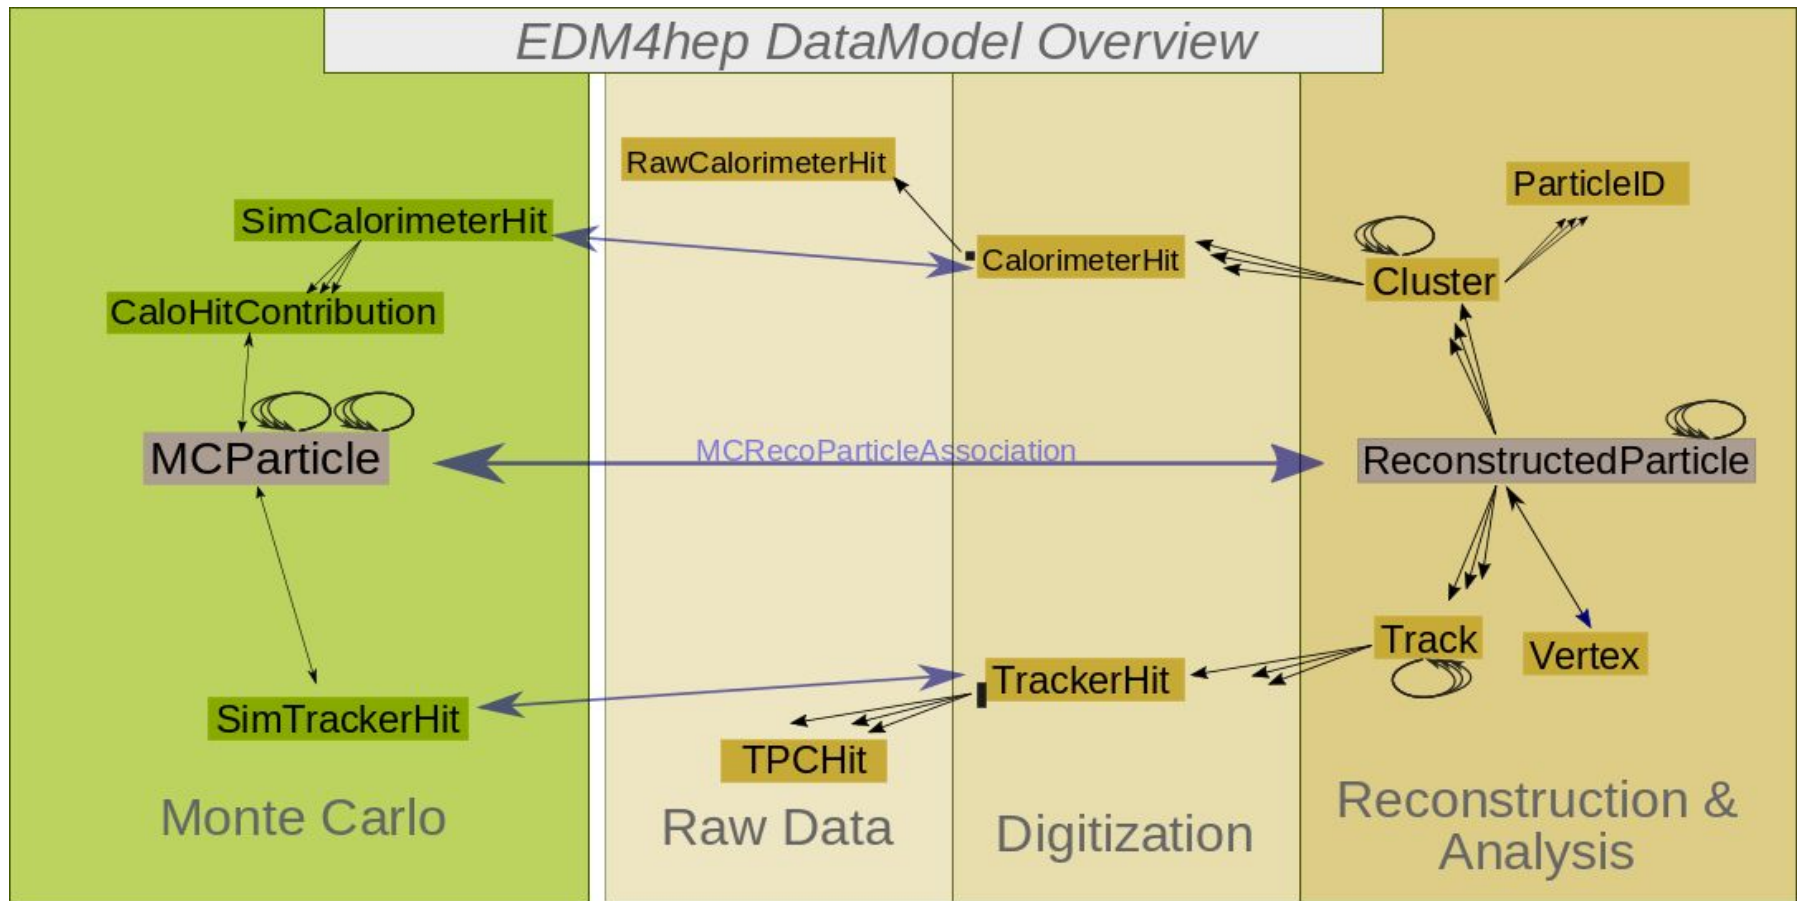 EDM4hep DataModel Overview
RawCalorimeterHit
ParticleID
SimCalorimeterHit
CalorimeterHit
Cluster
CaloHitContribution
MCRecoParticleAssociation
MCParticle
ReconstructedParticle
Track
Vertex
TrackerHit
SimTrackerHit
TPCHit
Monte Carlo
Raw Data
Digitization
Reconstruction &
Analysis